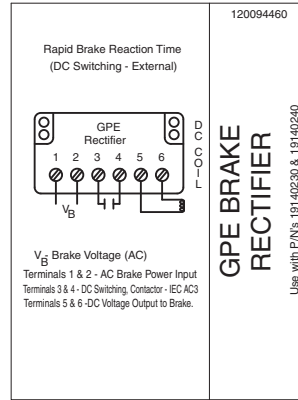 120094460
Rapid Brake Reaction Time
(DC Switching - External)
GPE
Rectifier
1 2 3 4 5 6
DC COIL
VB
VB- Brake Voltage (AC)
Terminals 1 & 2 - AC Brake Power Input
Terminals 3 & 4 - DC Switching, Contactor - IEC AC3
Terminals 5 & 6 -DC Voltage Output to Brake.
GPE BRAKE
RECTIFIER
Use with P/N's 19140230 & 19140240